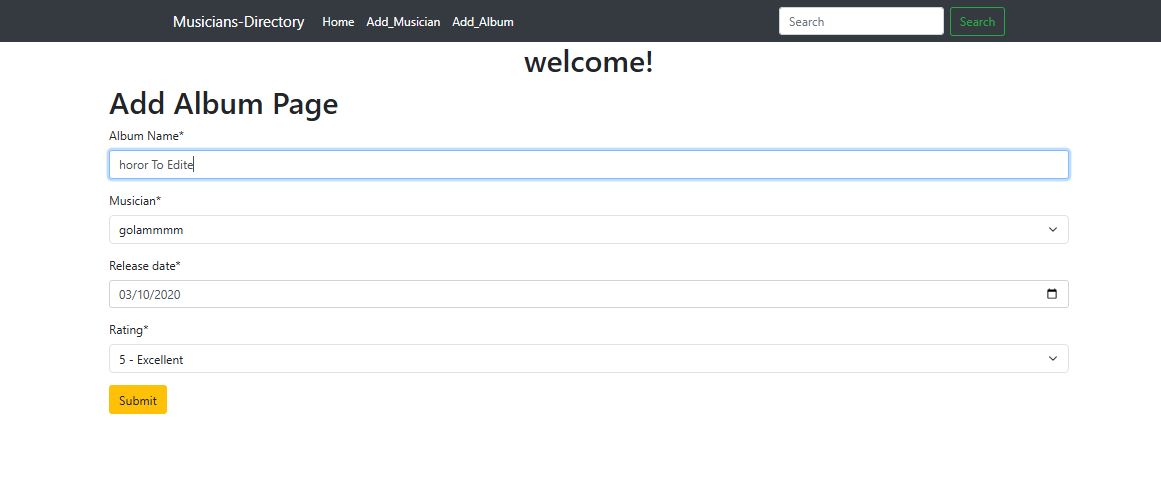 Musicians-Directory Home Add_Musician Add_Album Search Search
welcome!
Add Album Page
Album Name*
horor To Edite
Musician*
golammmm
Release date*
03/10/2020
Rating*
5 - Excellent
Submit